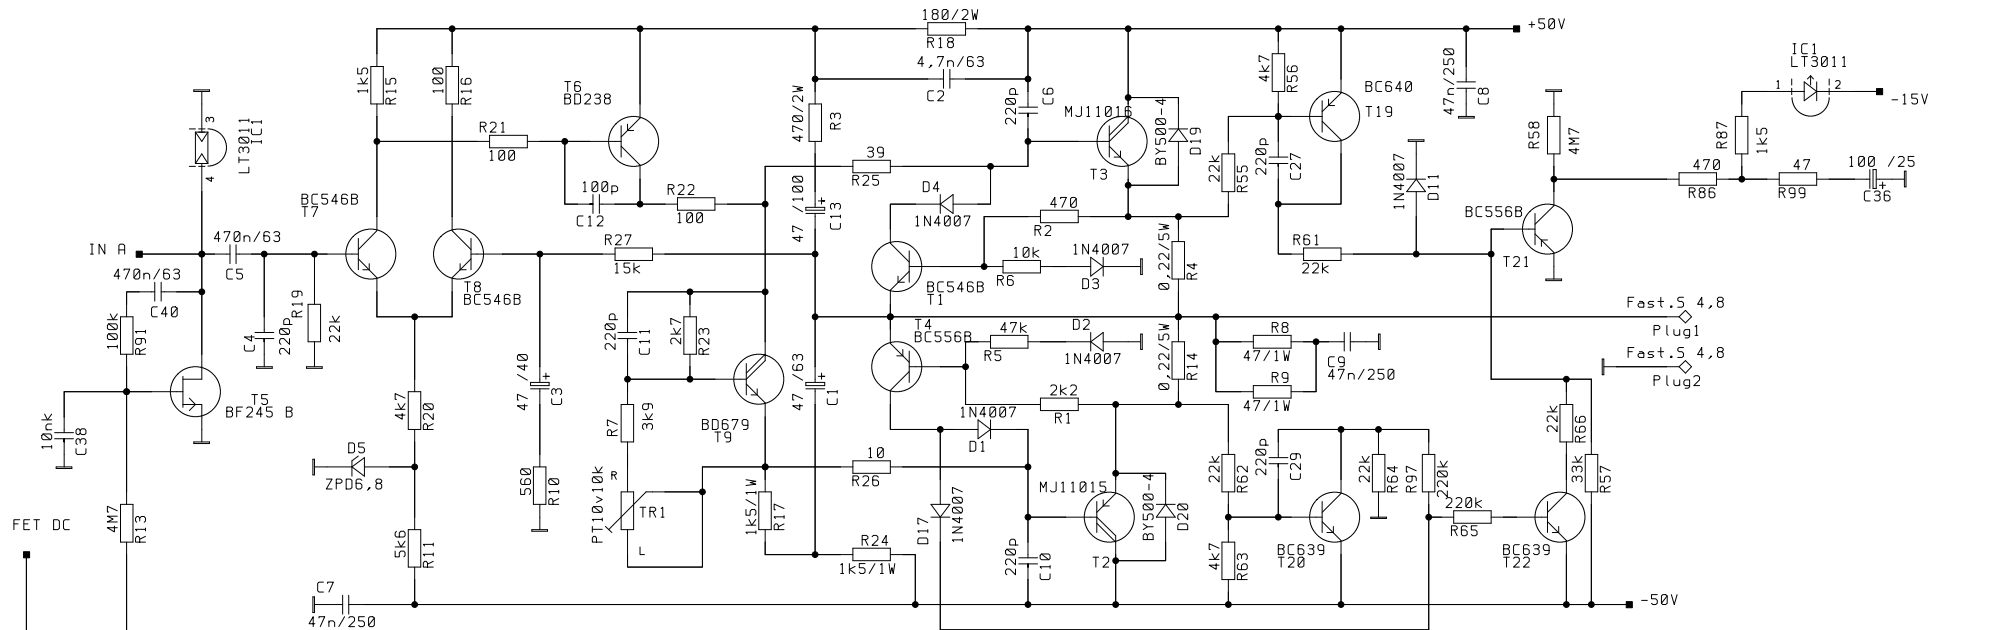 180/2W
R18
4,7n/63
C2
+50V
IC1
LT3011
1
2
-15V
1k5
R15
100
R16
T6
BD238
470/2W
R3
220p
C6
MJ11016
T3
BY500-4
D19
4k7
R56
BC640
T19
47n/250
C8
R58
4M7
R87
1k5
3
LT3011
IC1
4
R21
100
39
R25
22k
R55
220p
C27
1N4007
D11
470
R86
47
R99
100 /25
+
C36
BC546B
T7
100p
C12
R22
100
47 /100
+
C13
D4
1N4007
470
R2
BC556B
T21
IN A
470n/63
C5
R27
15k
T8
BC546B
BC546B
T1
10k
R6
1N4007
D3
0,22/5W
R4
R61
22k
470n/63
C40
100k
R91
C4
220p
R19
22k
220p
C11
2k7
R23
T4
BC556B
47k
R5
D2
1N4007
0,22/5W
R14
R8
47/1W
R9
47/1W
C9
47n/250
Fast.S 4,8
Plug1
Fast.S 4,8
Plug2
T5
BF245 B
10nk
C38
4k7
R20
47 /40
+
C3
R7
3k9
BD679
T9
47 /63
+
C1
1N4007
D1
2k2
R1
22k
R66
D5
ZPD6,8
560
R10
PT10v10k
R
TR1
L
1k5/1W
R17
10
R26
D17
1N4007
MJ11015
T2
BY500-4
D20
22k
R62
220p
C29
22k
R64
R97
220k
220k
R65
33k
R57
FET DC
4M7
R13
5k6
R11
R24
1k5/1W
220p
C10
4k7
R63
BC639
T20
BC639
T22
C7
47n/250
-50V